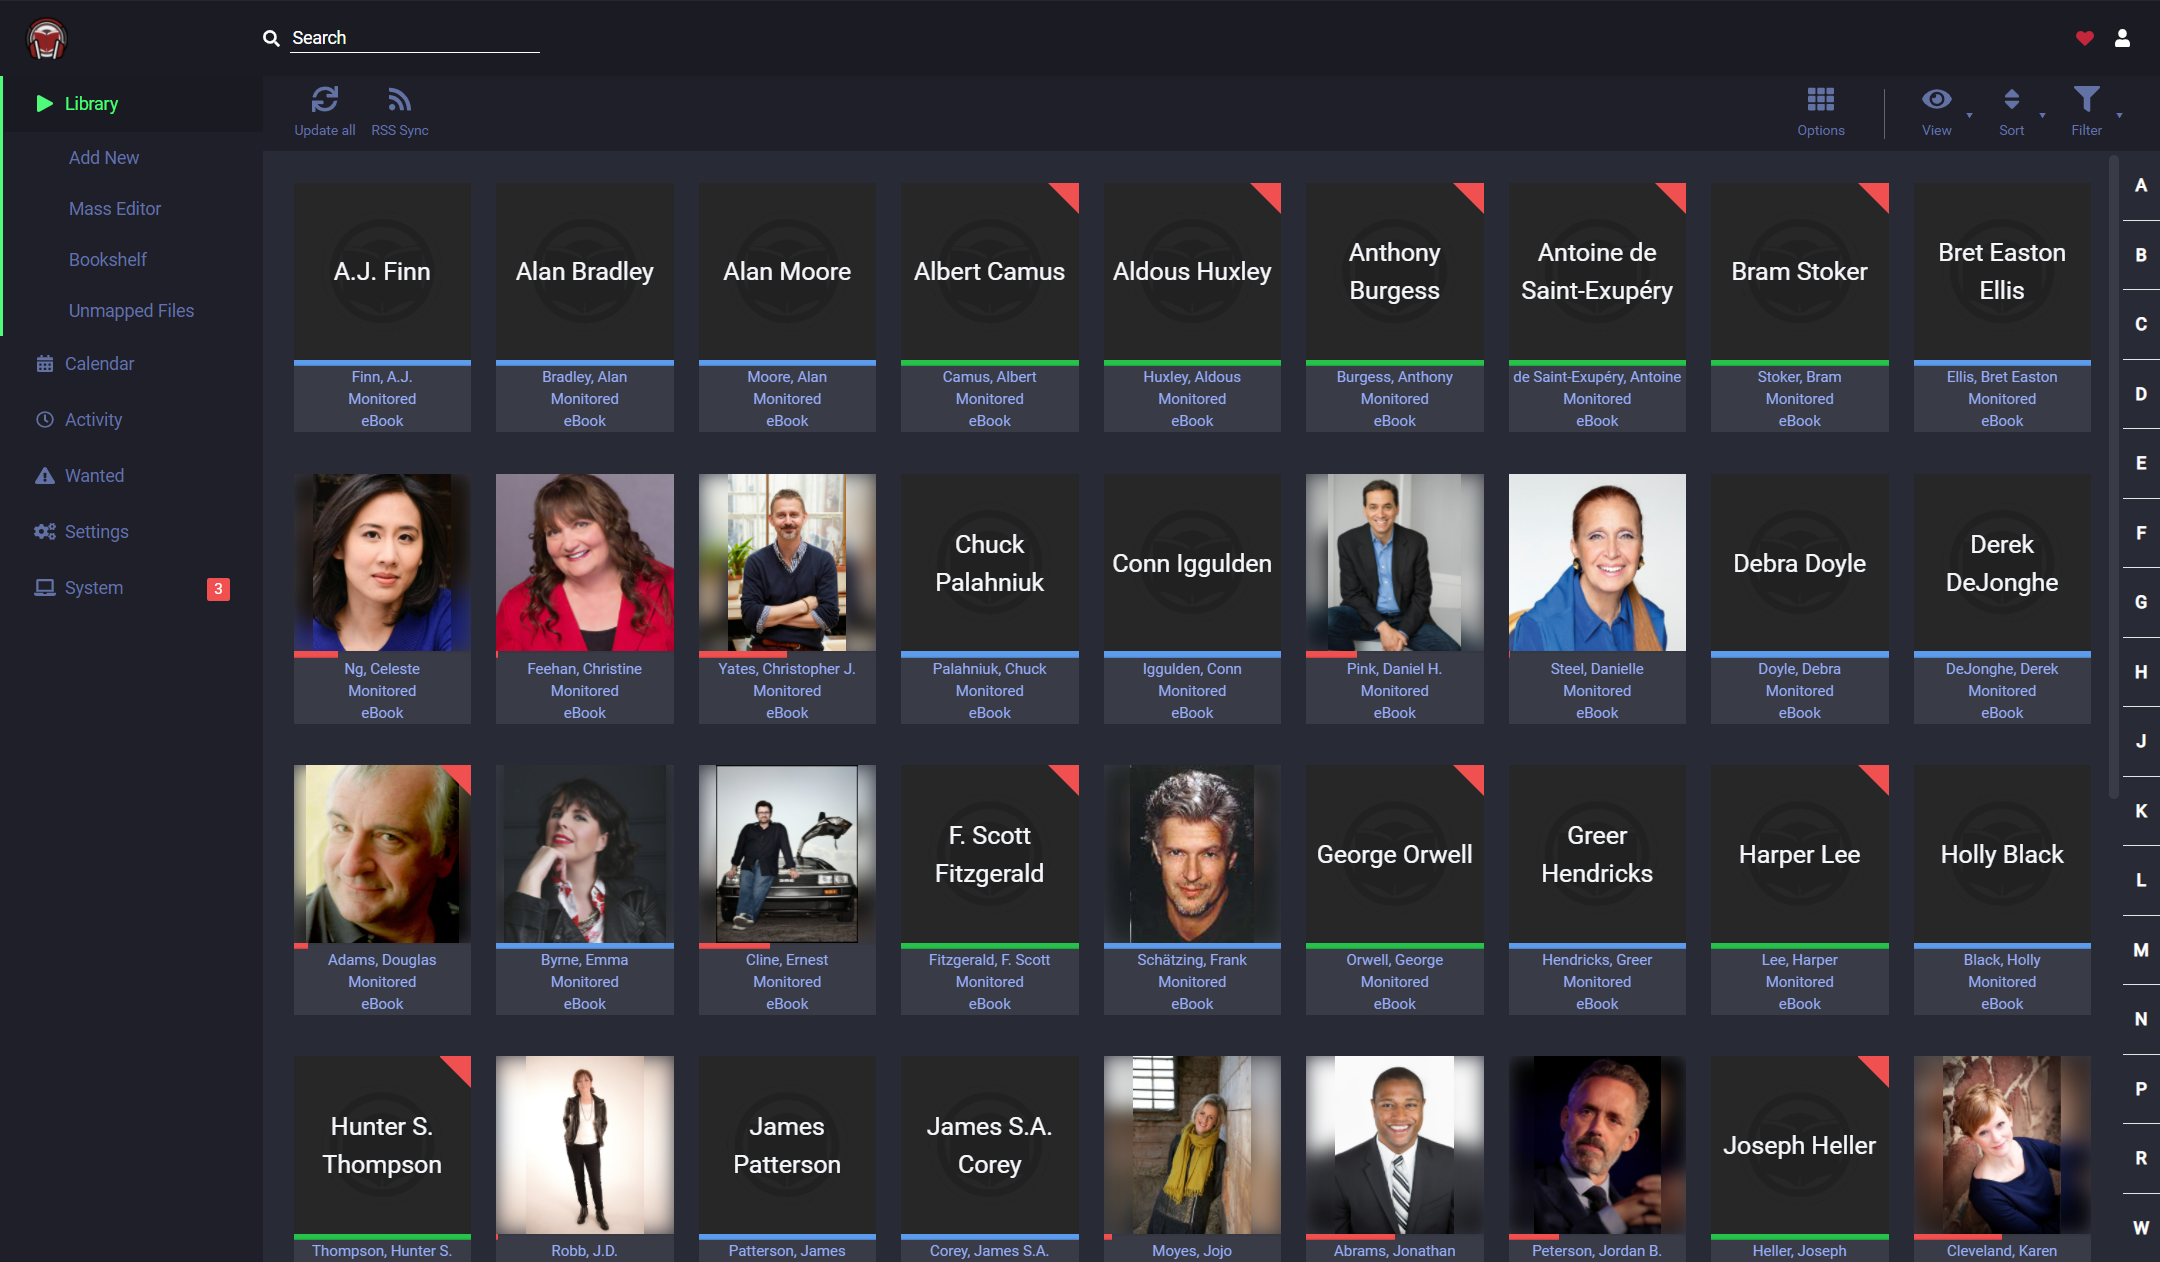 Search
Library
Add New
Mass Editor
Bookshelf
Unmapped Files
Calendar
Activity
Wanted
Settings
System 3
Update all RSS Sync
Options View Sort Filter
A.J. Finn
Finn, A.J.
Monitored
eBook
Alan Bradley
Bradley, Alan
Monitored
eBook
Alan Moore
Moore, Alan
Monitored
eBook
Albert Camus
Camus, Albert
Monitored
eBook
Aldous Huxley
Huxley, Aldous
Monitored
eBook
Anthony
Burgess
Burgess, Anthony
Monitored
eBook
Antoine de
Saint-Exupéry
de Saint-Exupéry, Antoine
Monitored
eBook
Bram Stoker
Stoker, Bram
Monitored
eBook
Bret Easton
Ellis
Ellis, Bret Easton
Monitored
eBook
Ng, Celeste
Monitored
eBook
Feehan, Christine
Monitored
eBook
Yates, Christopher J.
Monitored
eBook
Chuck
Palahniuk
Palahniuk, Chuck
Monitored
eBook
Conn Iggulden
Iggulden, Conn
Monitored
eBook
Pink, Daniel H.
Monitored
eBook
Steel, Danielle
Monitored
eBook
Debra Doyle
Doyle, Debra
Monitored
eBook
Derek
DeJonghe
DeJonghe, Derek
Monitored
eBook
Adams, Douglas
Monitored
eBook
Byrne, Emma
Monitored
eBook
Cline, Ernest
Monitored
eBook
F. Scott
Fitzgerald
Fitzgerald, F. Scott
Monitored
eBook
Schätzing, Frank
Monitored
eBook
George Orwell
Orwell, George
Monitored
eBook
Greer
Hendricks
Hendricks, Greer
Monitored
eBook
Harper Lee
Lee, Harper
Monitored
eBook
Holly Black
Black, Holly
Monitored
eBook
Hunter S.
Thompson
Thompson, Hunter S.
Robb, J.D.
James
Patterson
Patterson, James
James S.A.
Corey
Corey, James S.A.
Moyes, Jojo
Abrams, Jonathan
Peterson, Jordan B.
Joseph Heller
Heller, Joseph
Cleveland, Karen
A
B
C
D
E
F
G
H
J
K
L
M
N
P
R
W